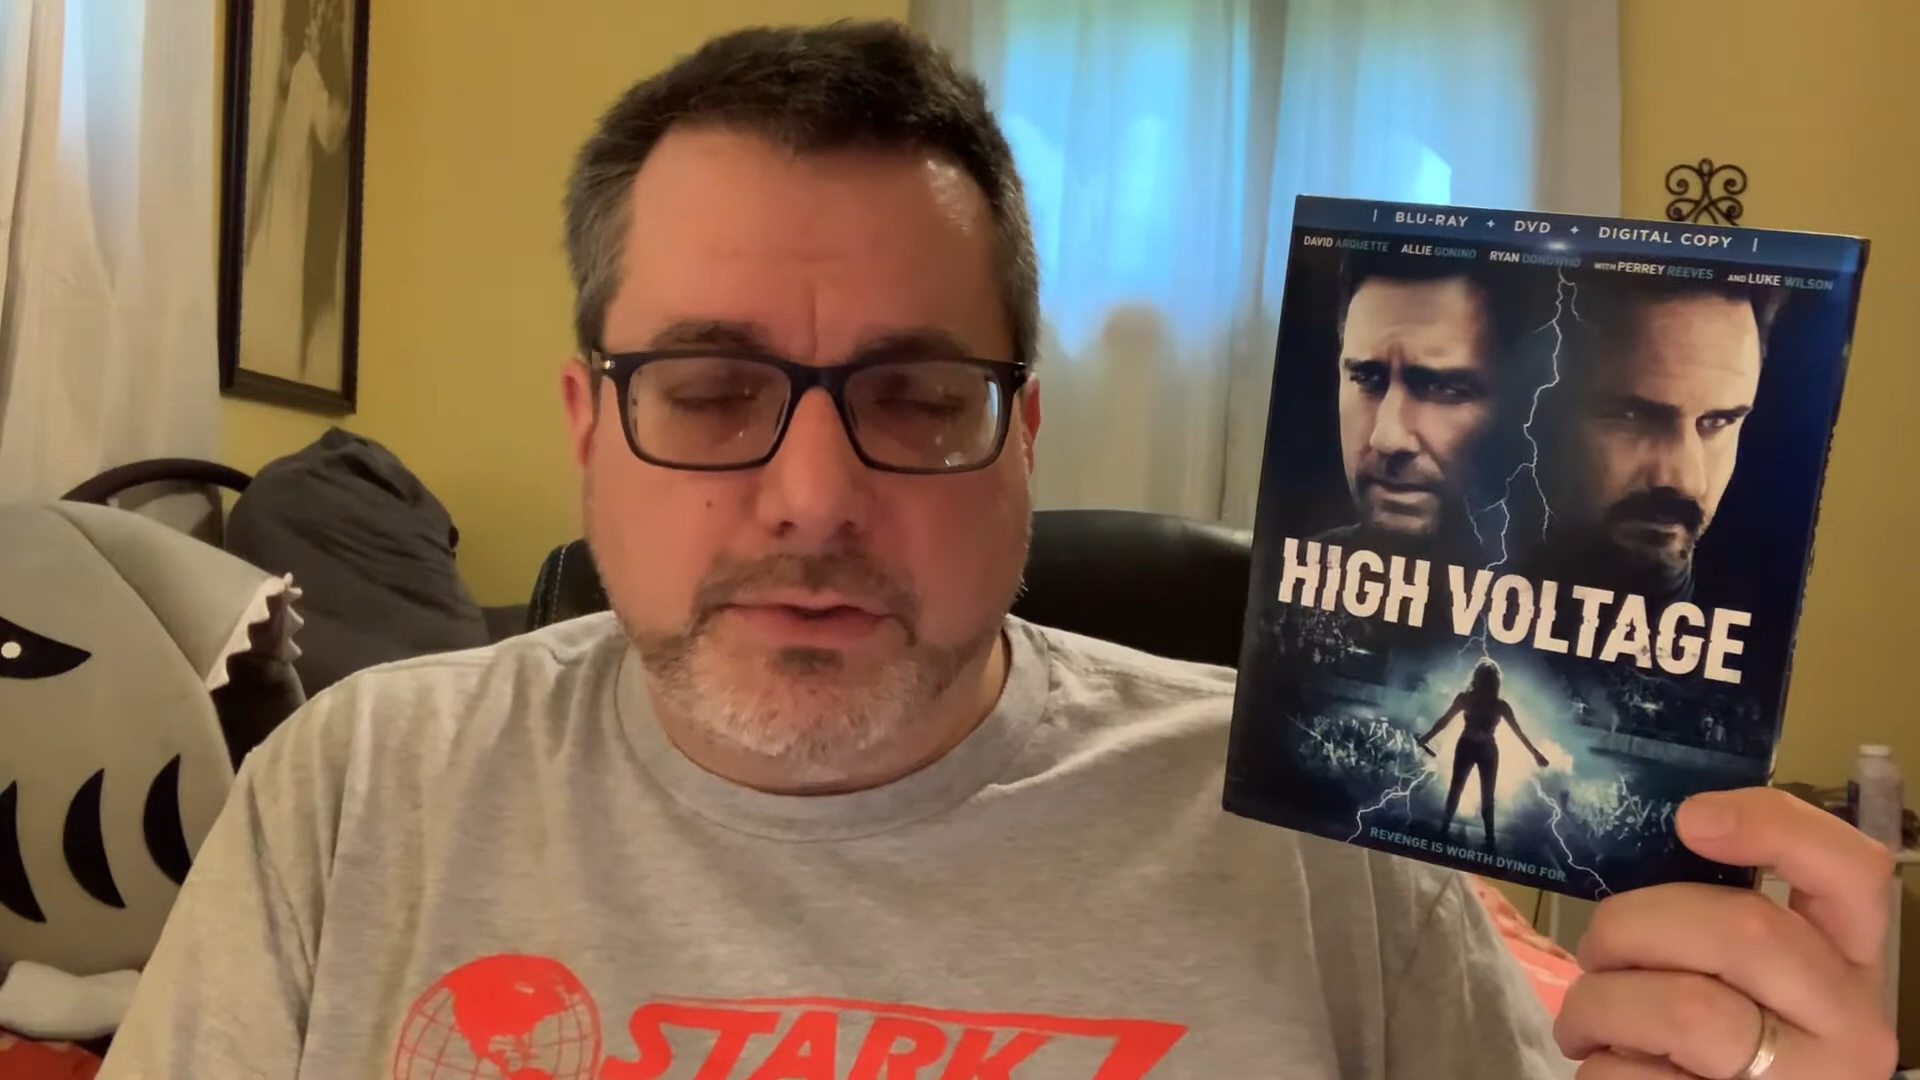 | BLU-RAY + DVD + DIGITAL COPY |
DAVID ARQUETTE ALLIE GONINO RYAN DONOWHO WITH PERREY REEVES AND LUKE WILSON
HIGH VOLTAGE
REVENGE IS WORTH DYING FOR
STARK